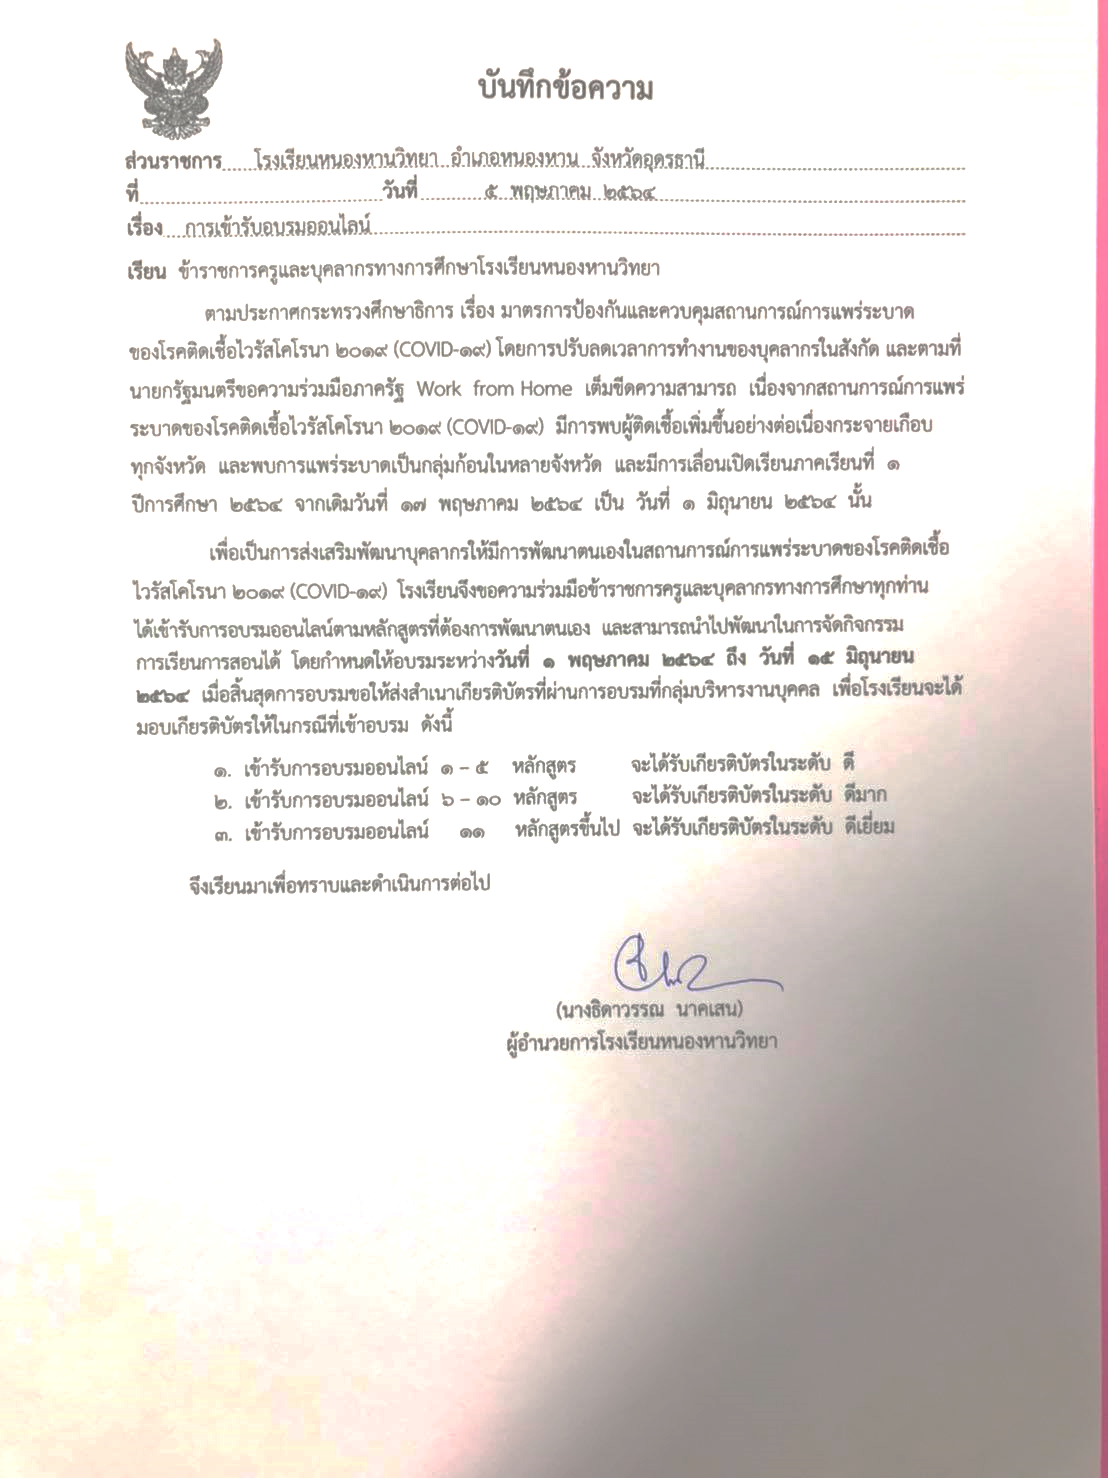 บันทึกข้อความ
ส่วนราชการ....โรงเรียนหนองหานวิทยา อำเภอหนองหาน จังหวัดอุดรธานี
ที่ วันที่ ๕ พฤษภาคม ๒๕๖๔
เรื่อง การเข้ารับอบรมออนไลน์
เรียน ข้าราชการครูและบุคลากรทางการศึกษาโรงเรียนหนองหานวิทยา
ตามประกาศกระทรวงศึกษาธิการ เรื่อง มาตรการป้องกันและควบคุมสถานการณ์การแพร่ระบาด
ของโรคติดเชื้อไวรัสโคโรนา ๒๐๑๙ (COVID-๑๙) โดยการปรับลดเวลาการทำงานของบุคลากรในสังกัด และตามที่
นายกรัฐมนตรีขอความร่วมมือภาครัฐ Work from Home เต็มขีดความสามารถ เนื่องจากสถานการณ์การแพร่
ระบาดของโรคติดเชื้อไวรัสโคโรนา ๒๐๑๙ (COVID-๑๙) มีการพบผู้ติดเชื้อเพิ่มขึ้นอย่างต่อเนื่องกระจายเกือบ
ทุกจังหวัด และพบการแพร่ระบาดเป็นกลุ่มก้อนในหลายจังหวัด และมีการเลื่อนเปิดเรียนภาคเรียนที่ ๑
ปีการศึกษา ๒๕๖๔ จากเดิมวันที่ ๑๗ พฤษภาคม ๒๕๖๔ เป็น วันที่ ๑ มิถุนายน ๒๕๖๔ นั้น
เพื่อเป็นการส่งเสริมพัฒนาบุคลากรให้มีการพัฒนาตนเองในสถานการณ์การแพร่ระบาดของโรคติดเชื้อ
ไวรัสโคโรนา ๒๐๑๙ (COVID-๑๙) โรงเรียนจึงขอความร่วมมือข้าราชการครูและบุคลากรทางการศึกษาทุกท่าน
ได้เข้ารับการอบรมออนไลน์ตามหลักสูตรที่ต้องการพัฒนาตนเอง และสามารถนำไปพัฒนาในการจัดกิจกรรม
การเรียนการสอนได้ โดยกำหนดให้อบรมระหว่างวันที่ ๑ พฤษภาคม ๒๕๖๔ ถึง วันที่ ๑๕ มิถุนายน
๒๕๖๔ เมื่อสิ้นสุดการอบรมขอให้ส่งสำเนาเกียรติบัตรที่ผ่านการอบรมที่กลุ่มบริหารงานบุคคล เพื่อโรงเรียนจะได้
มอบเกียรติบัตรให้ในกรณีที่เข้าอบรม ดังนี้
๑. เข้ารับการอบรมออนไลน์ ๑ – ๕ หลักสูตร จะได้รับเกียรติบัตรในระดับ ดี
๒. เข้ารับการอบรมออนไลน์ ๖ – ๑๐ หลักสูตร จะได้รับเกียรติบัตรในระดับ ดีมาก
๓. เข้ารับการอบรมออนไลน์ ๑๑ หลักสูตรขึ้นไป จะได้รับเกียรติบัตรในระดับ ดีเยี่ยม
จึงเรียนมาเพื่อทราบและดำเนินการต่อไป
(นางธิดาวรรณ นาคเสน)
ผู้อำนวยการโรงเรียนหนองหานวิทยา